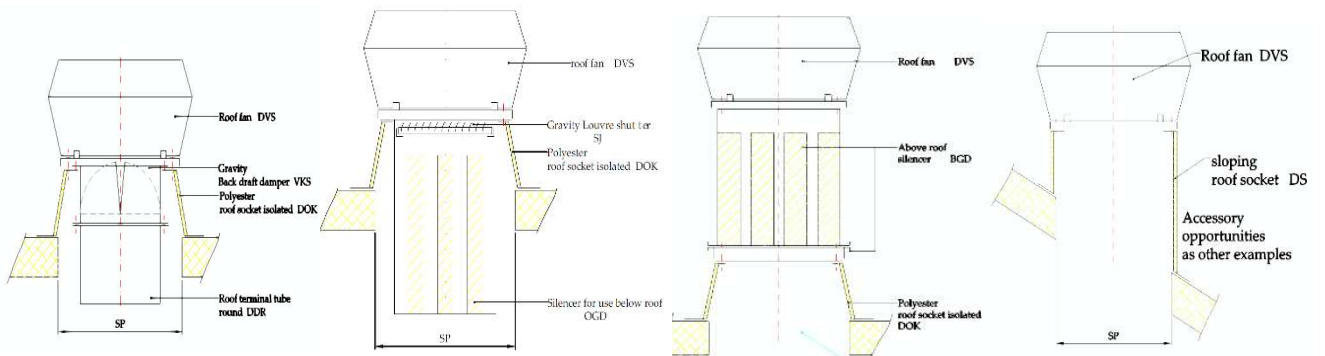 Roof fan DVS
Gravity
Back draft damper VKS
Polyester
roof socket isolated DOK
Roof terminal tube
round DDR
SP
roof fan DVS
Gravity Louvre shutter
SJ
Polyester
roof socket isolated DOK
Silencer for use below roof
OGD
SP
Roof fan DVS
Above roof
silencer BGD
Polyester
roof socket isolated
DOK
Roof fan DVS
sloping
roof socket DS
Accessory
opportunities
as other examples
SP